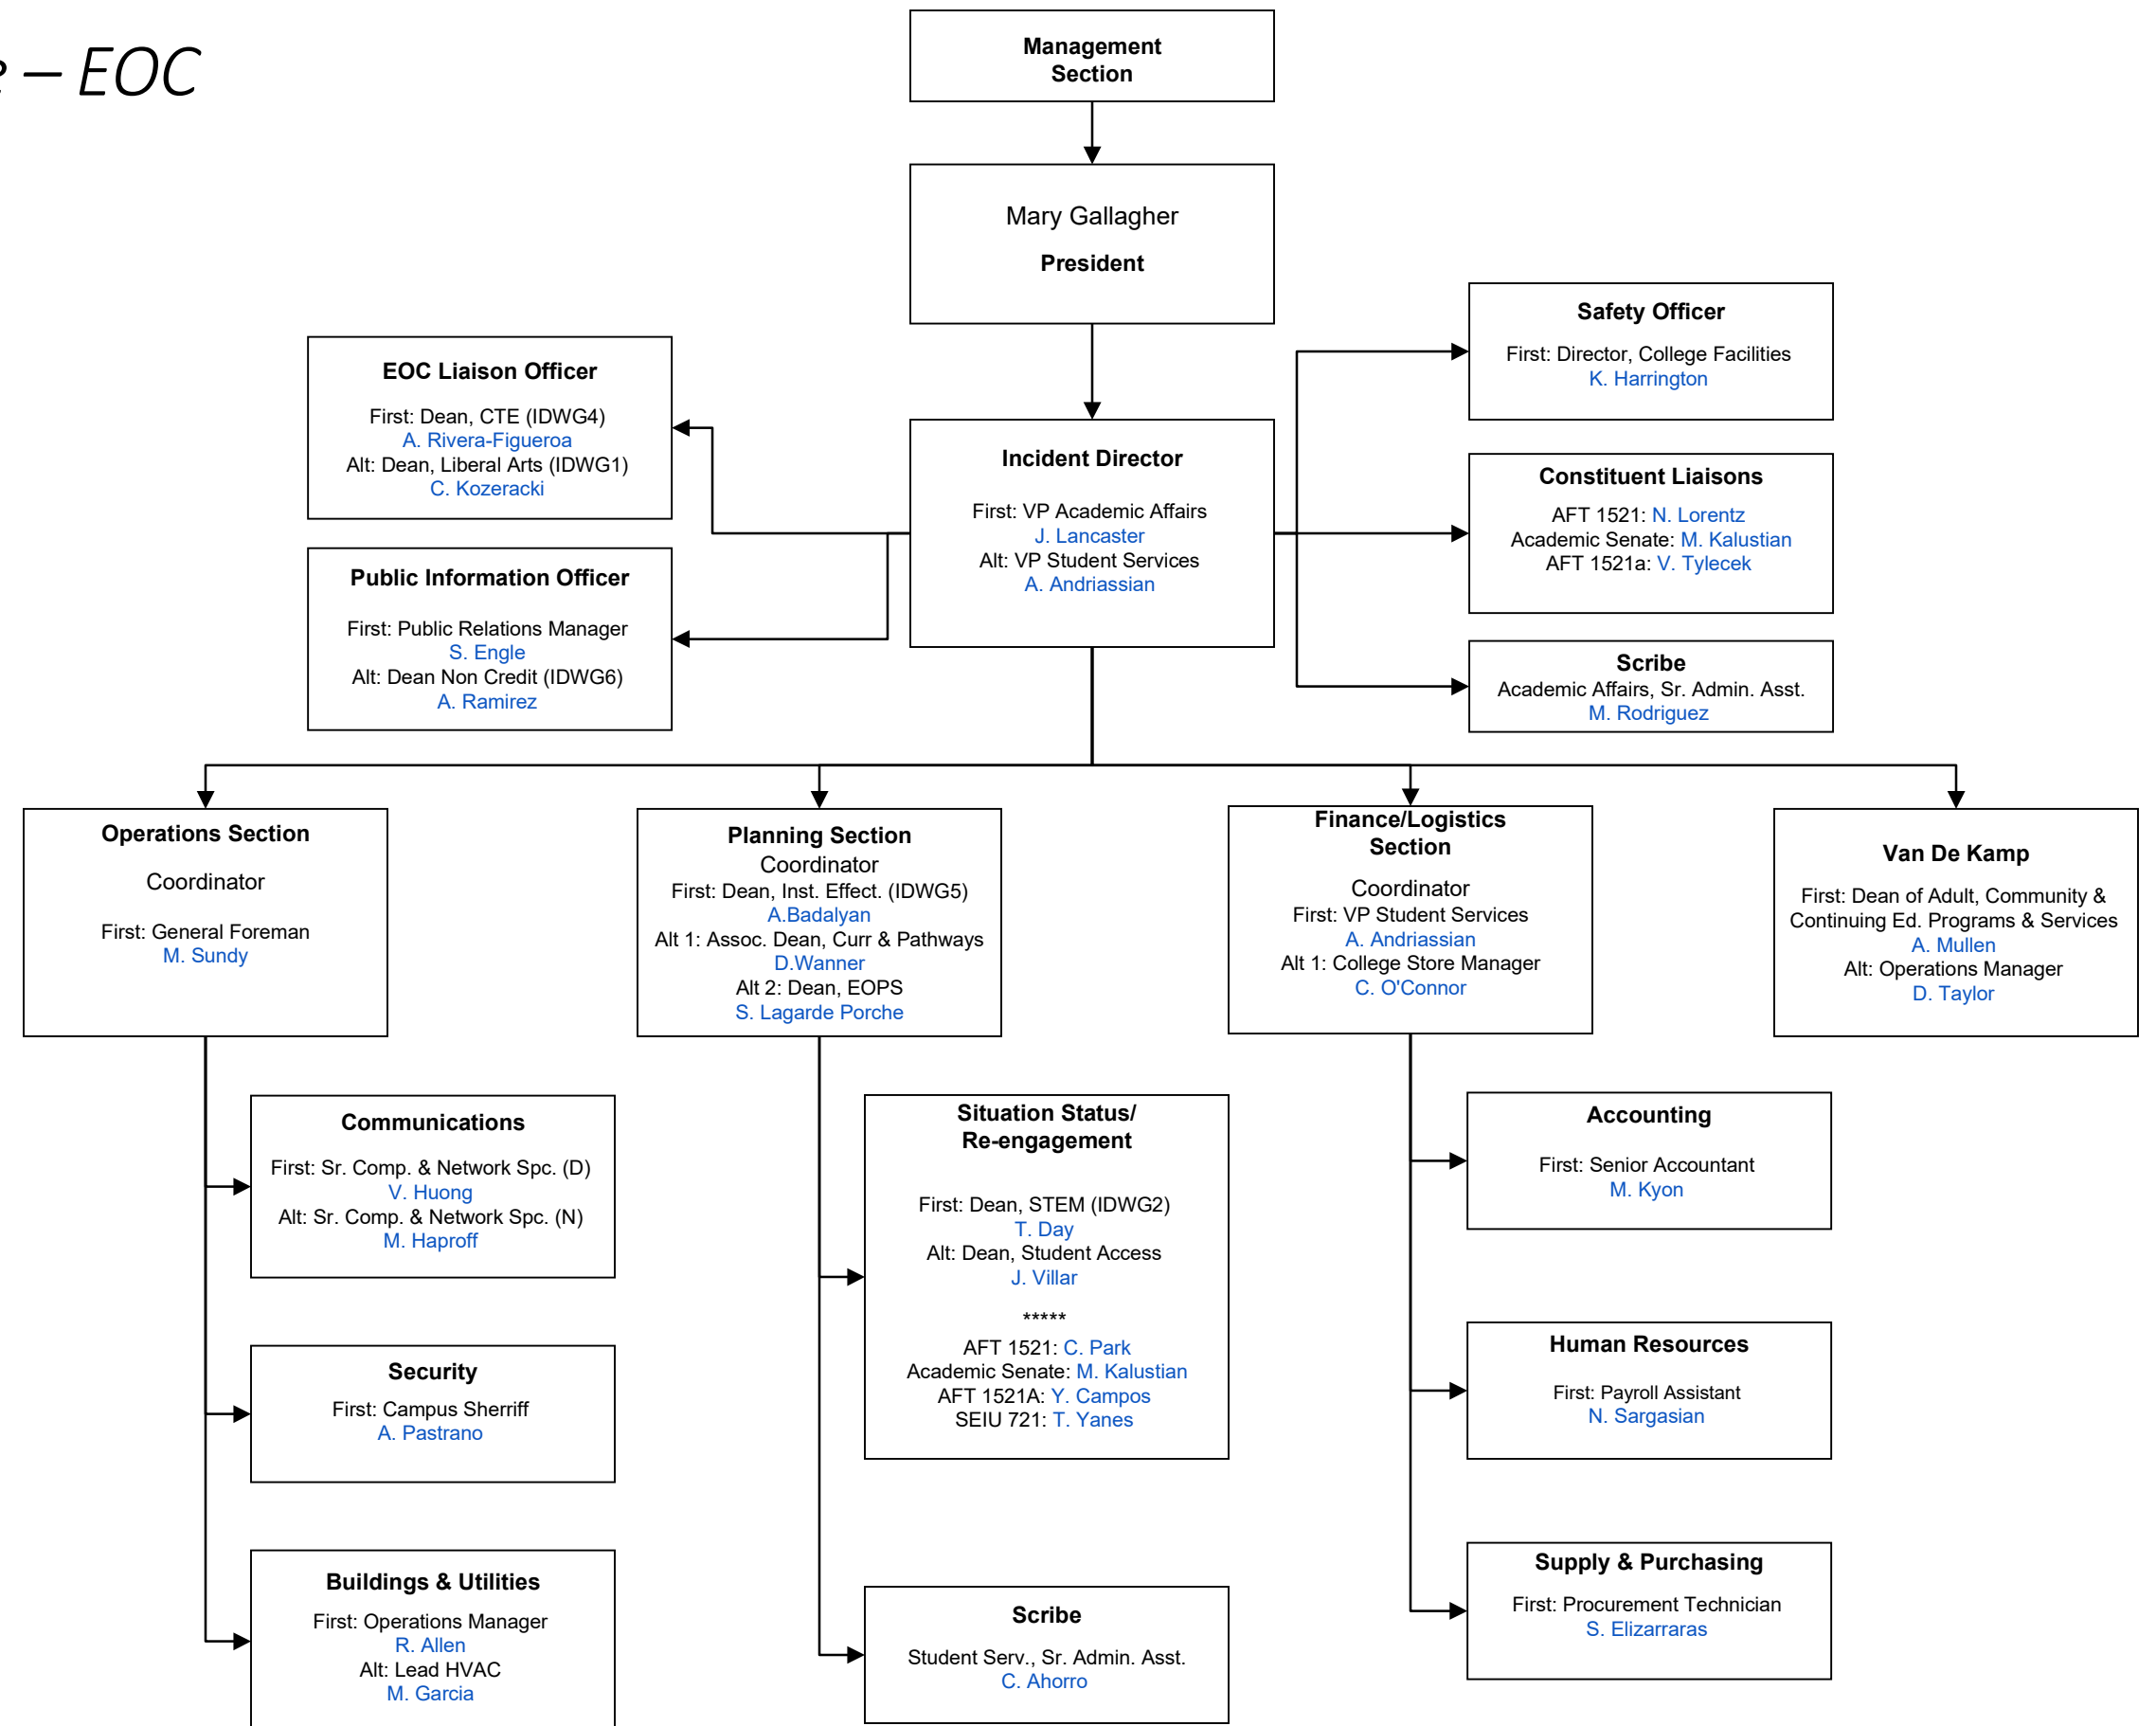 e – EOC
Management
Section
Mary Gallagher
President
Safety Officer
First: Director, College Facilities
K. Harrington
EOC Liaison Officer
First: Dean, CTE (IDWG4)
A. Rivera-Figueroa
Alt: Dean, Liberal Arts (IDWG1)
C. Kozeracki
Incident Director
First: VP Academic Affairs
J. Lancaster
Alt: VP Student Services
A. Andriassian
Constituent Liaisons
AFT 1521: N. Lorentz
Academic Senate: M. Kalustian
AFT 1521a: V. Tylecek
Public Information Officer
First: Public Relations Manager
S. Engle
Alt: Dean Non Credit (IDWG6)
A. Ramirez
Scribe
Academic Affairs, Sr. Admin. Asst.
M. Rodriguez
Operations Section
Coordinator
First: General Foreman
M. Sundy
Planning Section
Coordinator
First: Dean, Inst. Effect. (IDWG5)
A.Badalyan
Alt 1: Assoc. Dean, Curr & Pathways
D.Wanner
Alt 2: Dean, EOPS
S. Lagarde Porche
Finance/Logistics
Section
Coordinator
First: VP Student Services
A. Andriassian
Alt 1: College Store Manager
C. O'Connor
Van De Kamp
First: Dean of Adult, Community &
Continuing Ed. Programs & Services
A. Mullen
Alt: Operations Manager
D. Taylor
Communications
First: Sr. Comp. & Network Spc. (D)
V. Huong
Alt: Sr. Comp. & Network Spc. (N)
M. Haproff
Security
First: Campus Sherriff
A. Pastrano
Buildings & Utilities
First: Operations Manager
R. Allen
Alt: Lead HVAC
M. Garcia
Situation Status/
Re-engagement
First: Dean, STEM (IDWG2)
T. Day
Alt: Dean, Student Access
J. Villar
*****
AFT 1521: C. Park
Academic Senate: M. Kalustian
AFT 1521A: Y. Campos
SEIU 721: T. Yanes
Scribe
Student Serv., Sr. Admin. Asst.
C. Ahorro
Accounting
First: Senior Accountant
M. Kyon
Human Resources
First: Payroll Assistant
N. Sargasian
Supply & Purchasing
First: Procurement Technician
S. Elizarraras